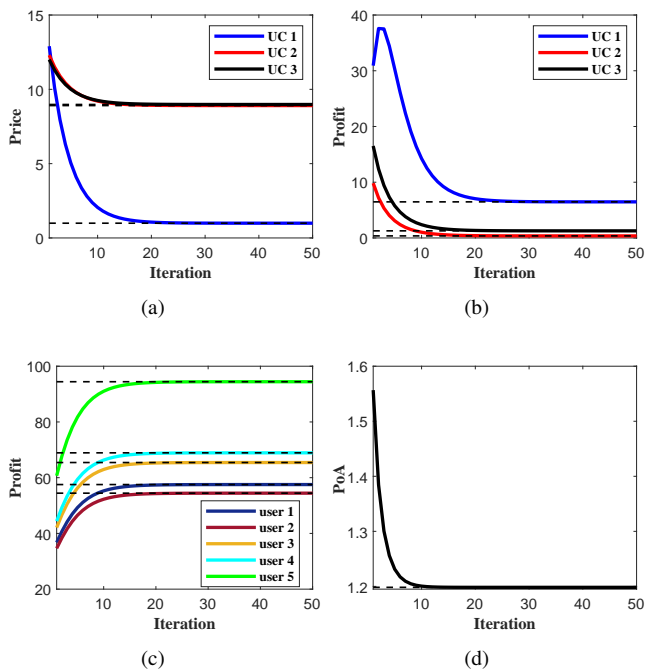 15
10
5
0
Price
10
20
30
40
50
Iteration
UC 1
UC 2
UC 3
(a)
40
30
20
10
0
Profit
10
20
30
40
50
Iteration
UC 1
UC 2
UC 3
(b)
100
80
60
40
20
Profit
10
20
30
40
50
Iteration
user 1
user 2
user 3
user 4
user 5
(c)
1.6
1.5
1.4
1.3
1.2
PoA
10
20
30
40
50
Iteration
(d)